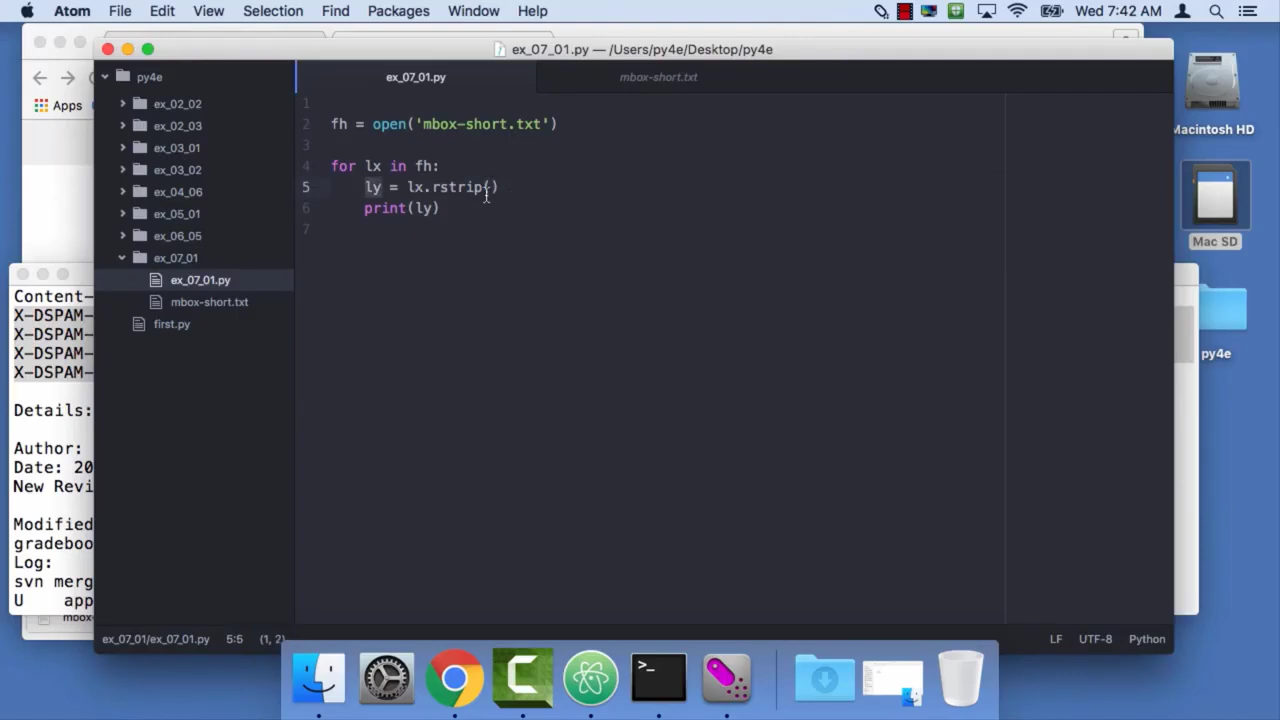 Atom File Edit View Selection Find Packages Window Help Wed 7:42 AM
ex_07_01.py — /Users/py4e/Desktop/py4e
Apps
py4e
ex_02_02
ex_02_03
ex_03_01
ex_03_02
ex_04_06
ex_05_01
ex_06_05
ex_07_01
ex_07_01.py
mbox-short.txt
first.py
ex_07_01.py mbox-short.txt
1
2 fh = open('mbox-short.txt')
3
4 for lx in fh:
5 ly = lx.rstrip()
6 print(ly)
7
Content-
X-DSPAM-
X-DSPAM-
X-DSPAM-
X-DSPAM-
Details:
Author:
Date: 20
New Revi
Modified
gradeboo
Log:
svn merg
U app
mbox-
ex_07_01/ex_07_01.py 5:5 (1, 2) LF UTF-8 Python
Macintosh HD
Mac SD
py4e